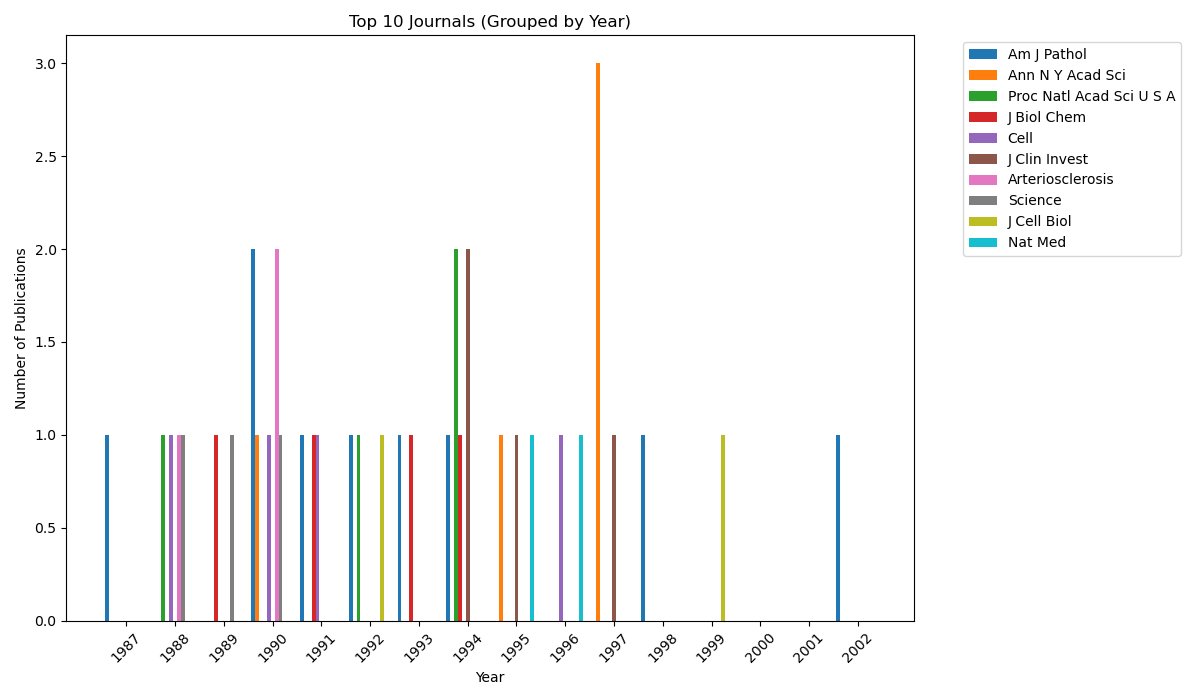 Top 10 Journals (Grouped by Year)
Number of Publications
3.0
2.5
2.0
1.5
1.0
0.5
0.0
1987
1988
1989
1990
1991
1992
1993
1994
1995
1996
1997
1998
1999
2000
2001
2002
Year
Am J Pathol
Ann N Y Acad Sci
Proc Natl Acad Sci U S A
J Biol Chem
Cell
J Clin Invest
Arteriosclerosis
Science
J Cell Biol
Nat Med